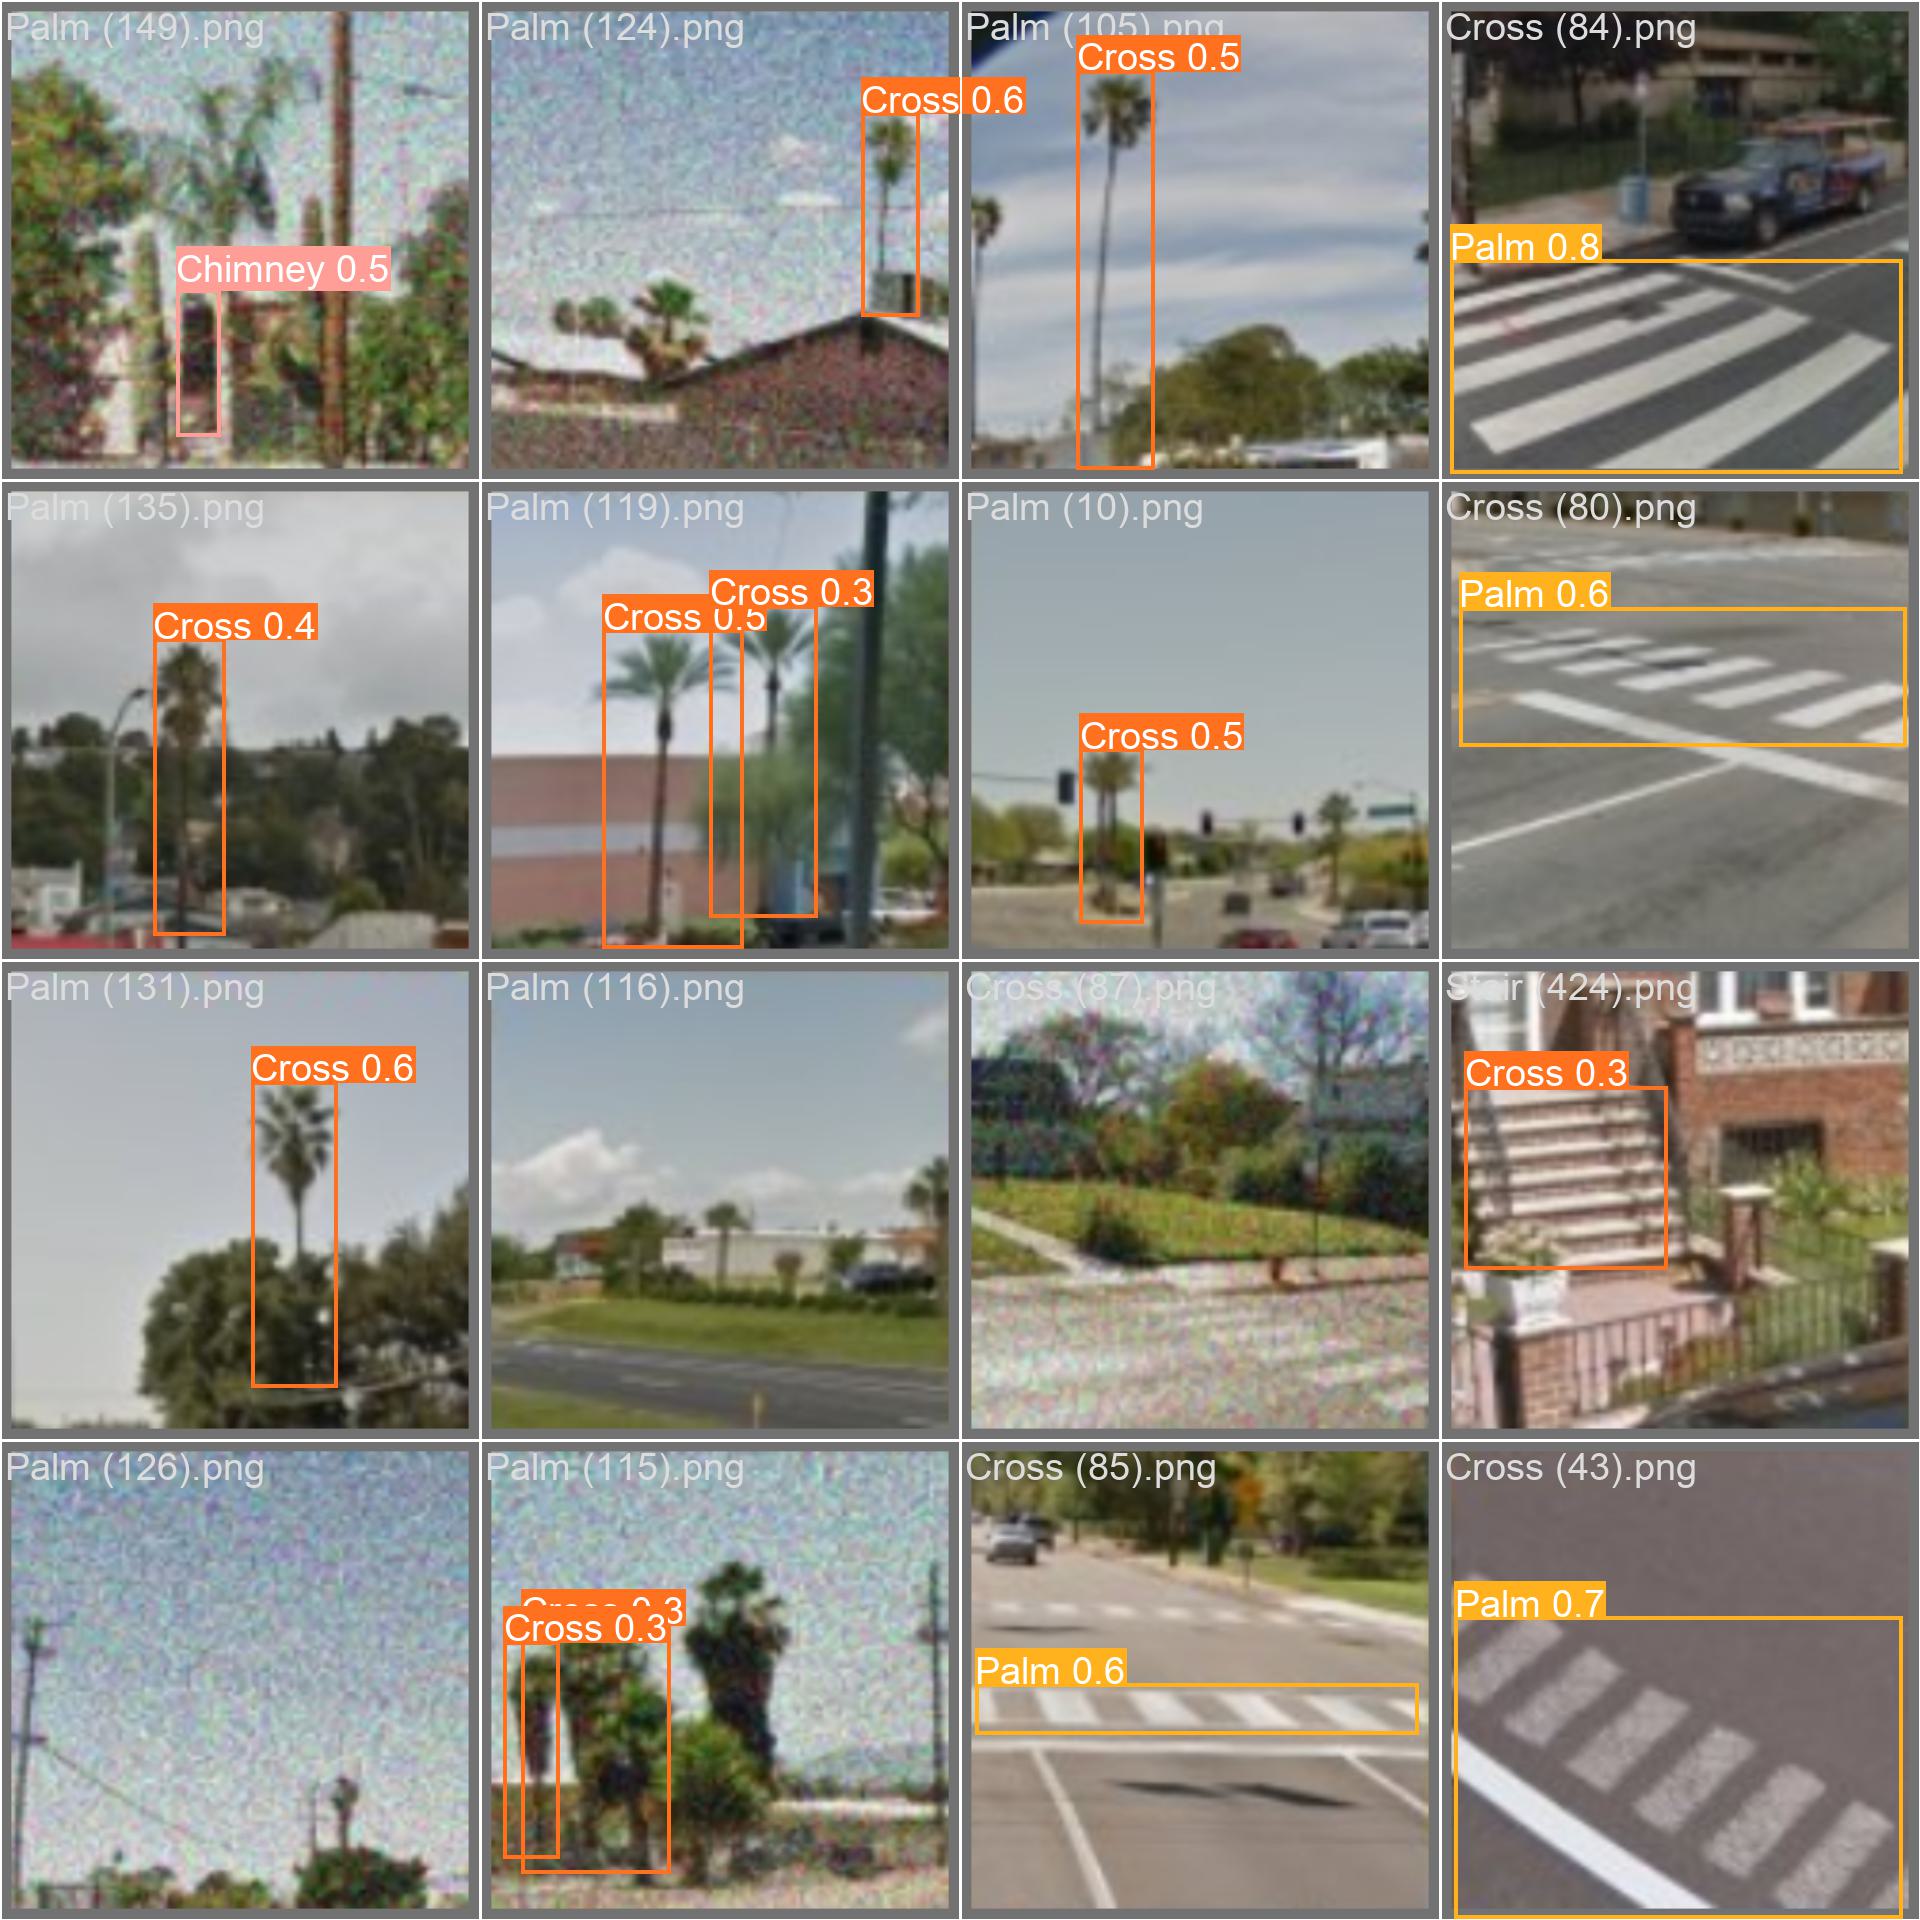 Palm (149).png
Chimney 0.5
Palm (124).png
Cross 0.6
Palm (105).png
Cross 0.5
Cross (84).png
Palm 0.8
Palm (135).png
Cross 0.4
Palm (119).png
Cross 0.3
Cross 0.5
Palm (10).png
Cross 0.5
Cross (80).png
Palm 0.6
Palm (131).png
Cross 0.6
Palm (116).png
Cross (87).png
Stair (424).png
Cross 0.3
Palm (126).png
Palm (115).png
Cross 0.3
Cross 0.3
Cross (85).png
Palm 0.6
Cross (43).png
Palm 0.7